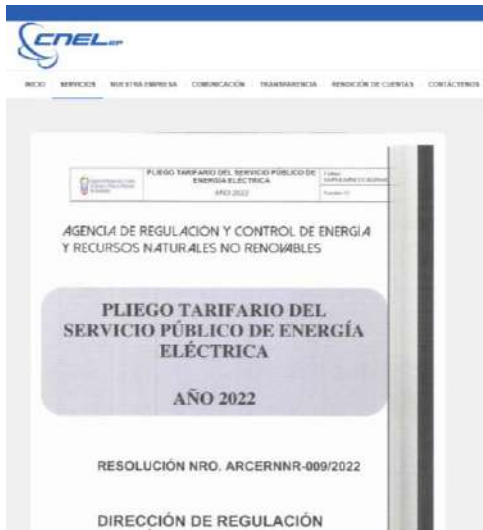 CNEL EP
INICIO SERVICIOS NUESTRA EMPRESA COMUNICACIÓN TRANSPARENCIA RENDICIÓN DE CUENTAS CONTÁCTENOS
PLIEGO TARIFARIO DEL SERVICIO PÚBLICO DE
ENERGÍA ELÉCTRICA
AÑO 2022
AGENCIA DE REGULACION Y CONTROL DE ENERGÍA
Y RECURSOS NATURALES NO RENOVABLES
PLIEGO TARIFARIO DEL
SERVICIO PÚBLICO DE ENERGÍA
ELÉCTRICA
AÑO 2022
RESOLUCIÓN NRO. ARCERNNR-009/2022
DIRECCIÓN DE REGULACIÓN